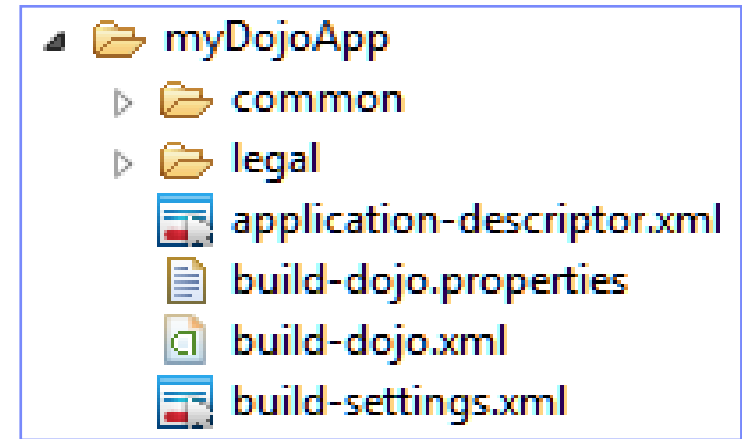 myDojoApp
common
legal
application-descriptor.xml
build-dojo.properties
build-dojo.xml
build-settings.xml